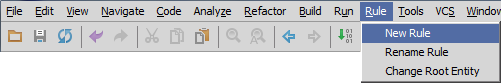 File Edit View Navigate Code Analyze Refactor Build Run Rule Tools VCS Window
New Rule
Rename Rule
Change Root Entity